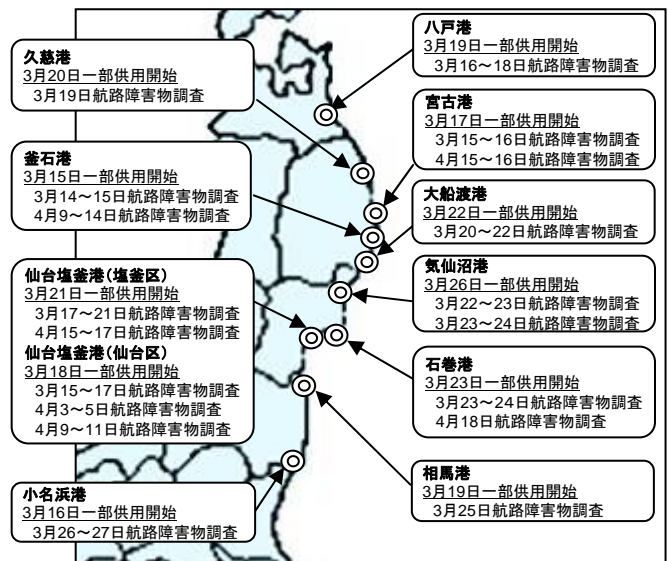 八戸港
3月19日一部供用開始
3月16～18日航路障害物調査
久慈港
3月20日一部供用開始
3月19日航路障害物調査
宮古港
3月17日一部供用開始
3月15～16日航路障害物調査
4月15～16日航路障害物調査
釜石港
3月15日一部供用開始
3月14～15日航路障害物調査
4月9～14日航路障害物調査
大船渡港
3月22日一部供用開始
3月20～22日航路障害物調査
気仙沼港
3月26日一部供用開始
3月22～23日航路障害物調査
3月23～24日航路障害物調査
仙台塩釜港（塩釜区）
3月21日一部供用開始
3月17～21日航路障害物調査
4月15～17日航路障害物調査
仙台塩釜港（仙台区）
3月18日一部供用開始
3月15～17日航路障害物調査
4月3～5日航路障害物調査
4月9～11日航路障害物調査
石巻港
3月23日一部供用開始
3月23～24日航路障害物調査
4月18日航路障害物調査
相馬港
3月19日一部供用開始
3月25日航路障害物調査
小名浜港
3月16日一部供用開始
3月26～27日航路障害物調査